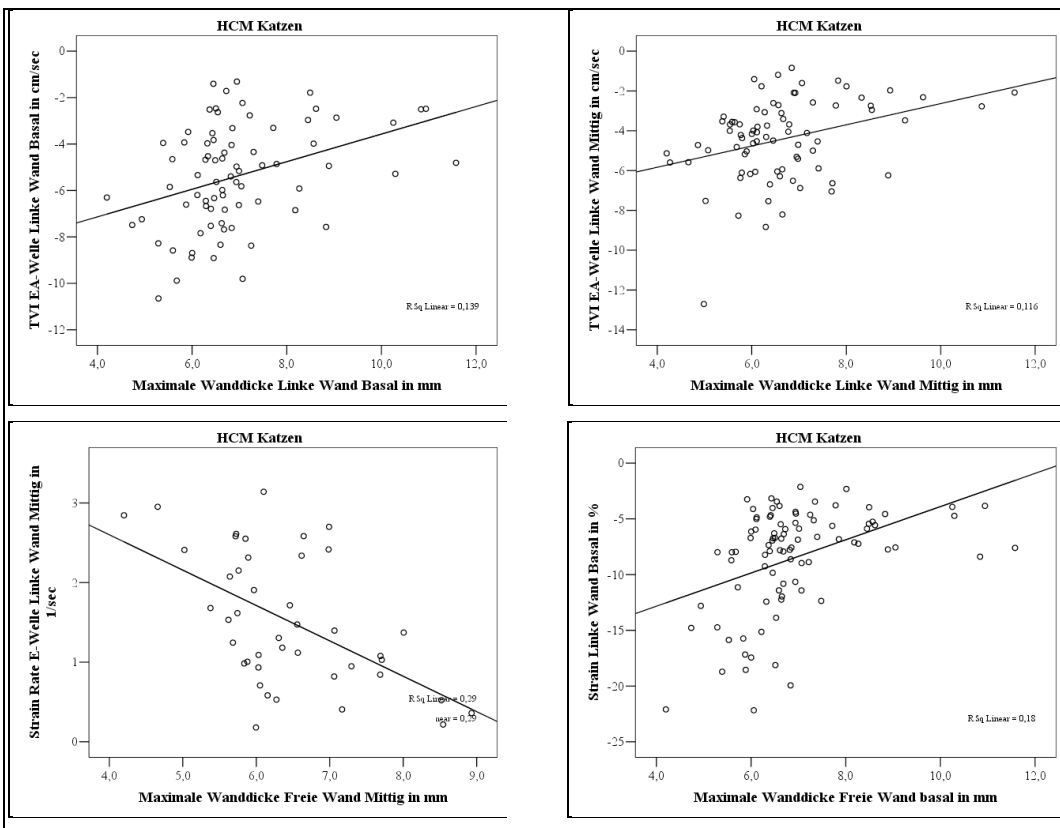 HCM Katzen
0
-2
-4
-6
-8
-10
-12
TVI EA-Welle Linke Wand Basal in cm/sec
R Sq Linear = 0,139
4,0 6,0 8,0 10,0 12,0
Maximale Wanddicke Linke Wand Basal in mm
HCM Katzen
0
-2
-4
-6
-8
-10
-12
-14
TVI EA-Welle Linke Wand Mittig in cm/sec
R Sq Linear = 0,116
4,0 6,0 8,0 10,0 12,0
Maximale Wanddicke Linke Wand Mittig in mm
HCM Katzen
3
2
1
0
Strain Rate E-Welle Linke Wand Mittig in
1/sec
R Sq Linear = 0,29
near = 0,29
4,0 5,0 6,0 7,0 8,0 9,0
Maximale Wanddicke Freie Wand Mittig in mm
HCM Katzen
0
-5
-10
-15
-20
-25
Strain Linke Wand Basal in %
R Sq Linear = 0,18
4,0 6,0 8,0 10,0 12,0
Maximale Wanddicke Freie Wand basal in mm